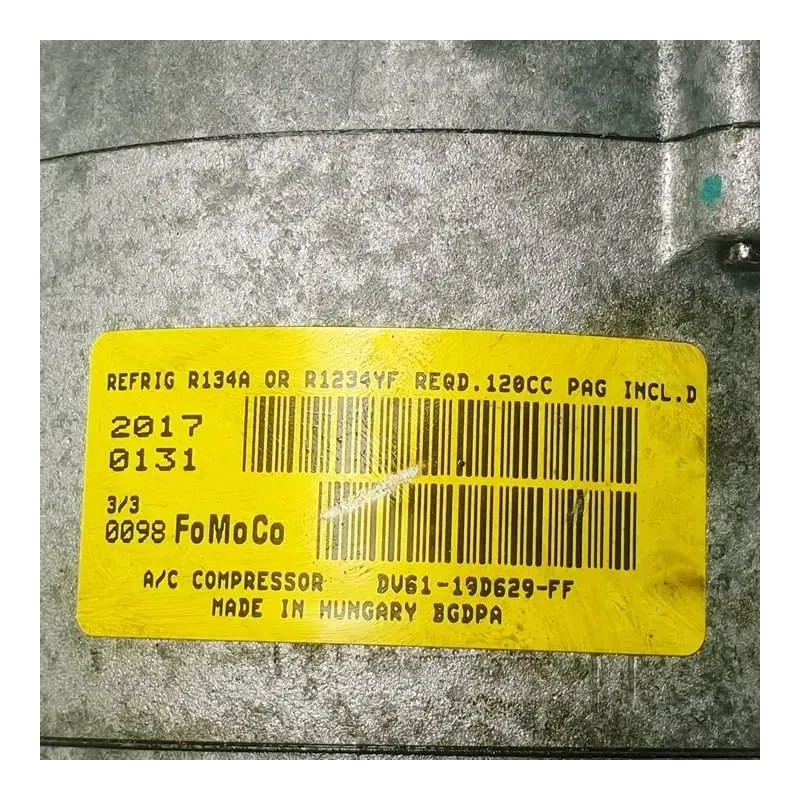 REFRIG R134A OR R1234YF REQD.120CC PAG INCL.D
2017
0131
3/3
0098 FoMoCo
A/C COMPRESSOR DV61-19D629-FF
MADE IN HUNGARY BGDPA